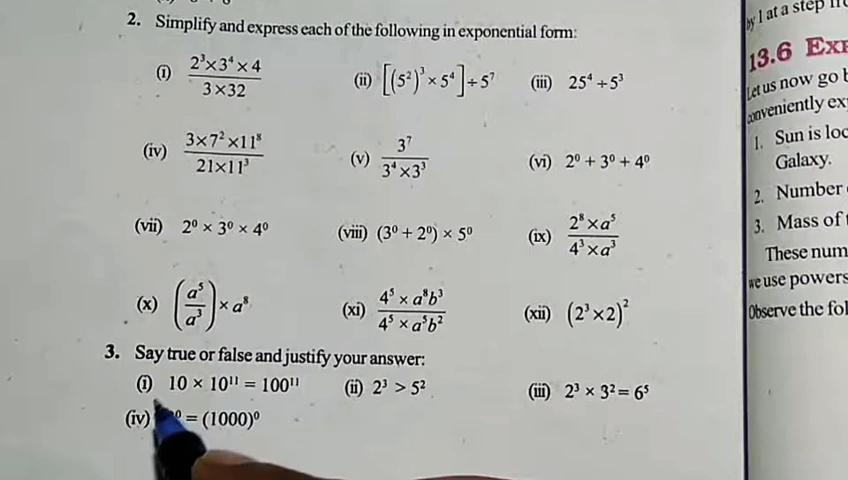 2. Simplify and express each of the following in exponential form:
(i) 2³×3⁴×4 / 3×32 (ii) [(5²)³ × 5⁴] ÷ 5⁷ (iii) 25⁴ ÷ 5³
(iv) 3×7²×11⁸ / 21×11³ (v) 3⁷ / 3⁴×3³ (vi) 2⁰ + 3⁰ + 4⁰
(vii) 2⁰ × 3⁰ × 4⁰ (viii) (3⁰ + 2⁰) × 5⁰ (ix) 2⁸ × a⁵ / 4³ × a³
(x) (a⁵ / a³) × a⁸ (xi) 4⁵ × a⁸b³ / 4⁵ × a⁵b² (xii) (2³ × 2)²
3. Say true or false and justify your answer:
(i) 10 × 10¹¹ = 100¹¹ (ii) 2³ > 5² (iii) 2³ × 3² = 6⁵
(iv) ⁰ = (1000)⁰
by 1 at a step
13.6
Let us now go
conveniently
1. Sun is
Galaxy.
2. Number
3. Mass of
These
we use powers
Observe the